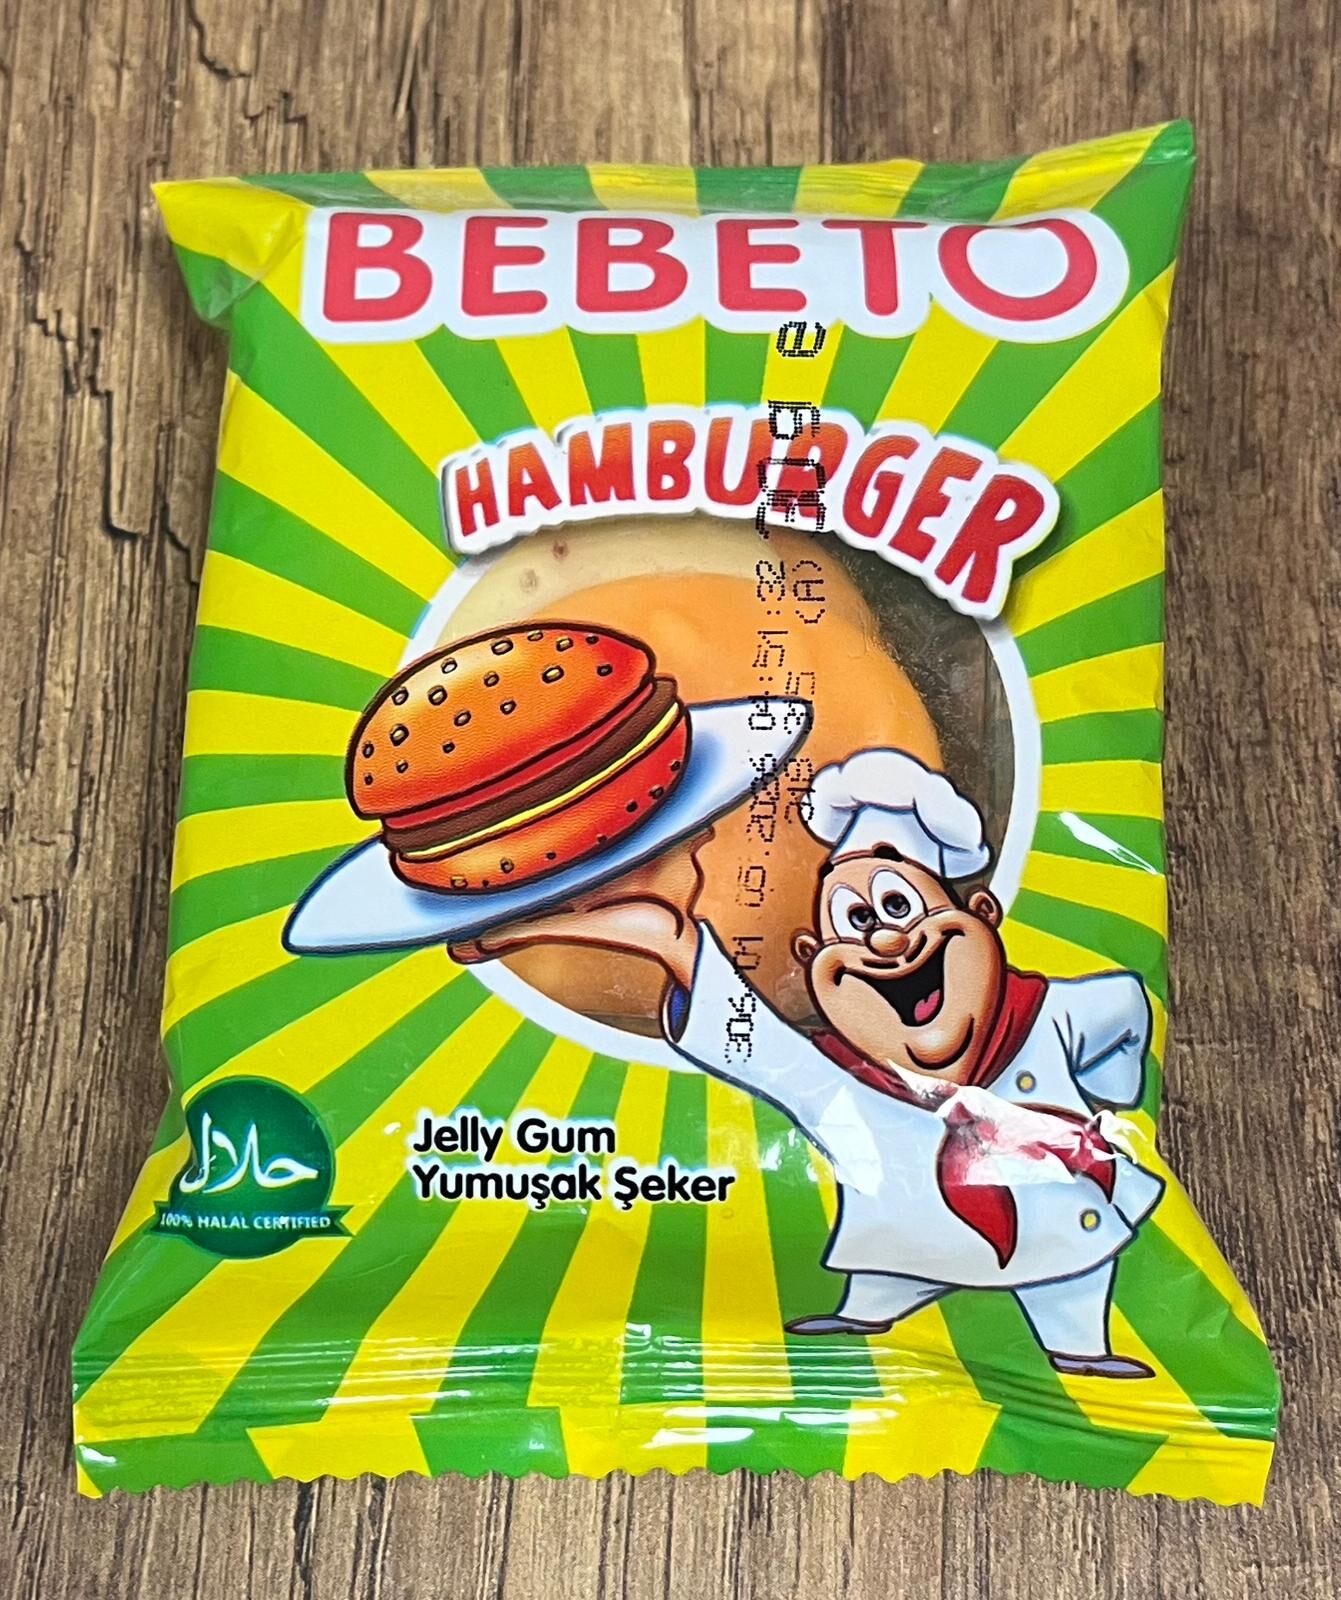 BEBETO
HAMBURGER
Jelly Gum
Yumuşak Şeker
حلال
100% HALAL CERTIFIED